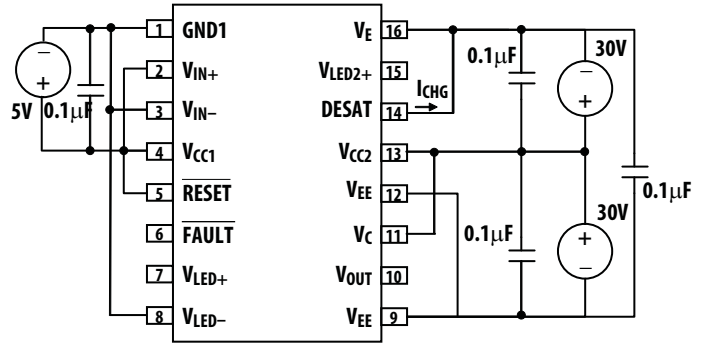 1 GND1
2 VIN+
3 VIN–
4 VCC1
5 RESET
6 FAULT
7 VLED+
8 VLED–
VE 16
VLED2+ 15
DESAT 14
VCC2 13
VEE 12
VC 11
VOUT 10
VEE 9
– +
5V
0.1μF
ICHG
0.1μF
30V
– +
0.1μF
30V
+ –
0.1μF